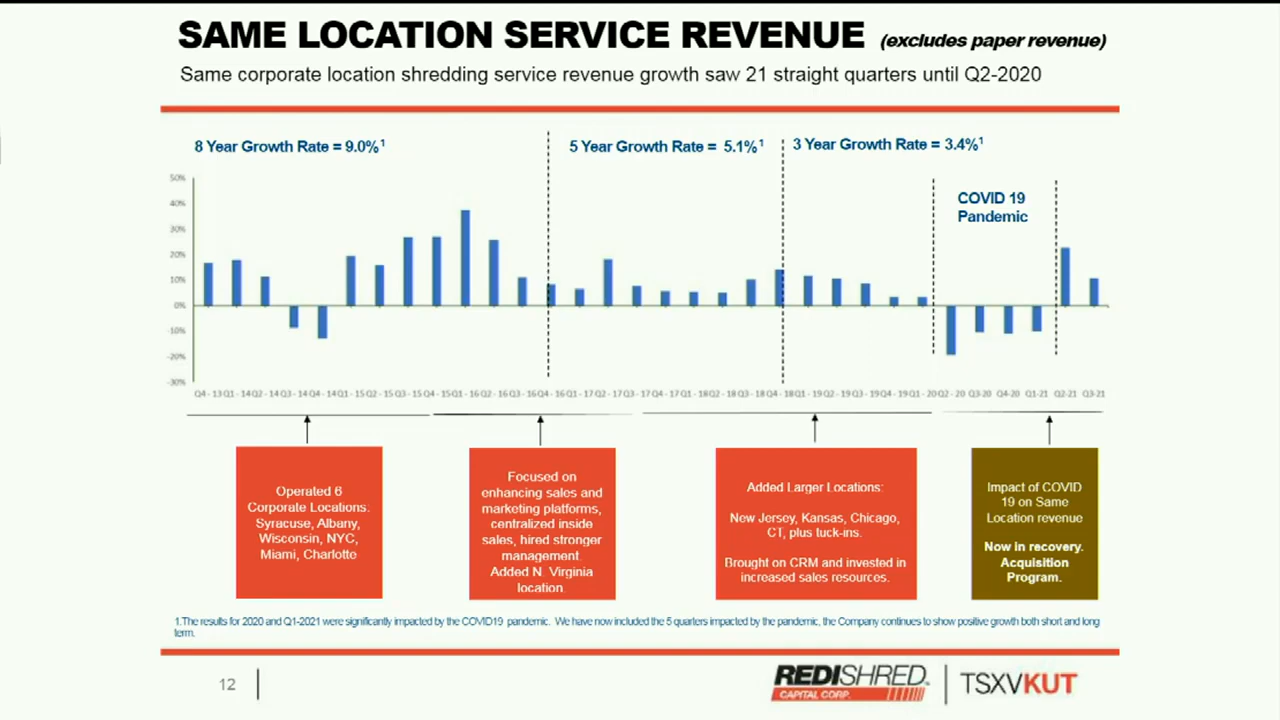 SAME LOCATION SERVICE REVENUE (excludes paper revenue)
Same corporate location shredding service revenue growth saw 21 straight quarters until Q2-2020
8 Year Growth Rate = 9.0%¹
5 Year Growth Rate = 5.1%¹
3 Year Growth Rate = 3.4%¹
COVID 19
Pandemic
50%
40%
30%
20%
10%
0%
-10%
-20%
-30%
Q4 - 13 Q1 - 14 Q2 - 14 Q3 - 14 Q4 - 14 Q1 - 15 Q2 - 15 Q3 - 15 Q4 - 15 Q1 - 16 Q2 - 16 Q3 - 16 Q4 - 16 Q1 - 17 Q2 - 17 Q3 - 17 Q4 - 17 Q1 - 18 Q2 - 18 Q3 - 18 Q4 - 18 Q1 - 19 Q2 - 19 Q3 - 19 Q4 - 19 Q1 - 20 Q2 - 20 Q3-20 Q4-20 Q1-21 Q2-21 Q3-21
Operated 6
Corporate Locations:
Syracuse, Albany,
Wisconsin, NYC,
Miami, Charlotte
Focused on
enhancing sales and
marketing platforms,
centralized inside
sales, hired stronger
management.
Added N. Virginia
location.
Added Larger Locations:
New Jersey, Kansas, Chicago,
CT, plus tuck-ins.
Brought on CRM and invested in
increased sales resources.
Impact of COVID
19 on Same
Location revenue
Now in recovery.
Acquisition
Program.
1.The results for 2020 and Q1-2021 were significantly impacted by the COVID19 pandemic. We have now included the 5 quarters impacted by the pandemic, the Company continues to show positive growth both short and long
term.
12
REDISHRED
CAPITAL CORP.
TSXVKUT